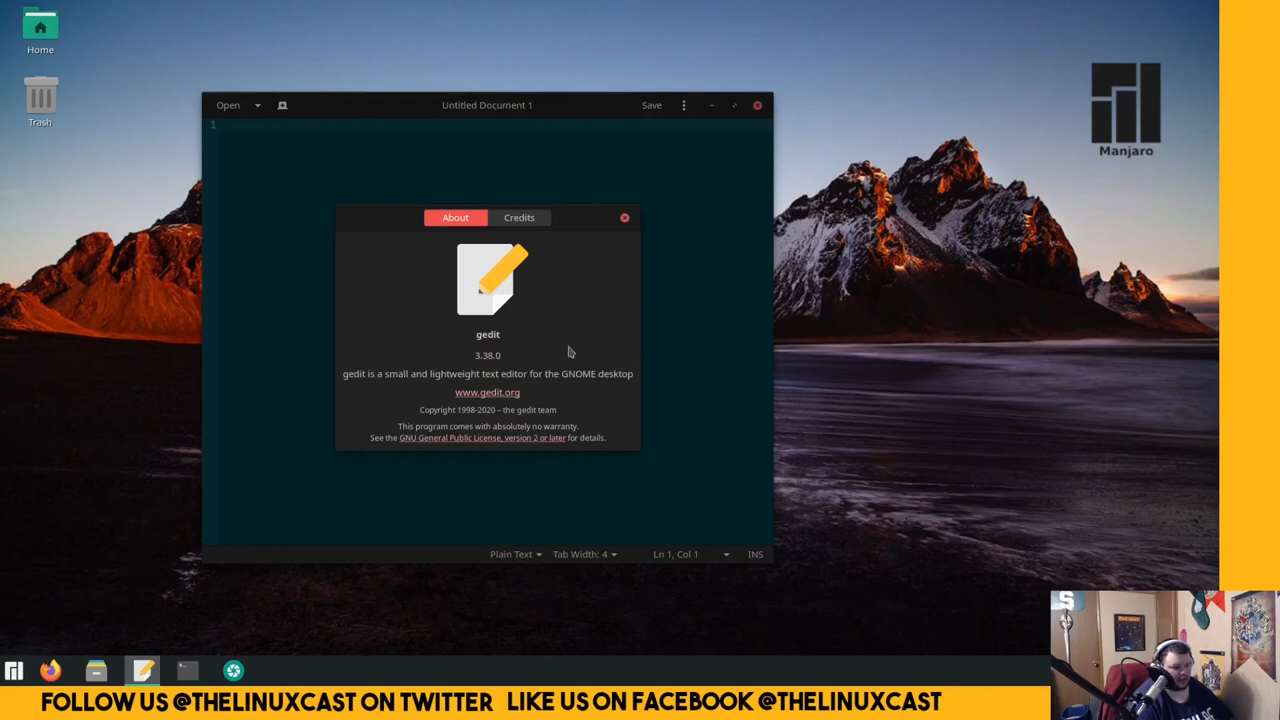 Home
Trash
Manjaro
Open
Untitled Document 1
Save
1
About
Credits
gedit
3.38.0
gedit is a small and lightweight text editor for the GNOME desktop
www.gedit.org
Copyright 1998-2020 – the gedit team
This program comes with absolutely no warranty.
See the GNU General Public License, version 2 or later for details.
Plain Text
Tab Width: 4
Ln 1, Col 1
INS
S
FOLLOW US @THELINUXCAST ON TWITTER LIKE US ON FACEBOOK @THELINUXCAST